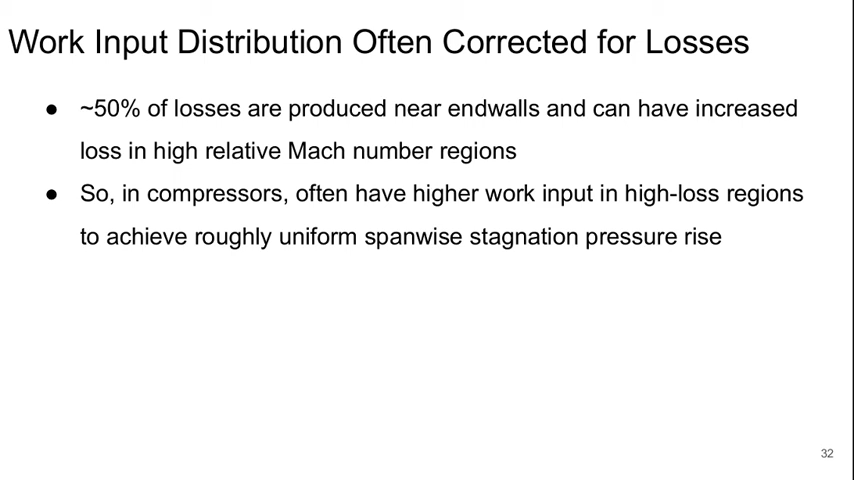 Work Input Distribution Often Corrected for Losses
● ~50% of losses are produced near endwalls and can have increased
loss in high relative Mach number regions
● So, in compressors, often have higher work input in high-loss regions
to achieve roughly uniform spanwise stagnation pressure rise
32